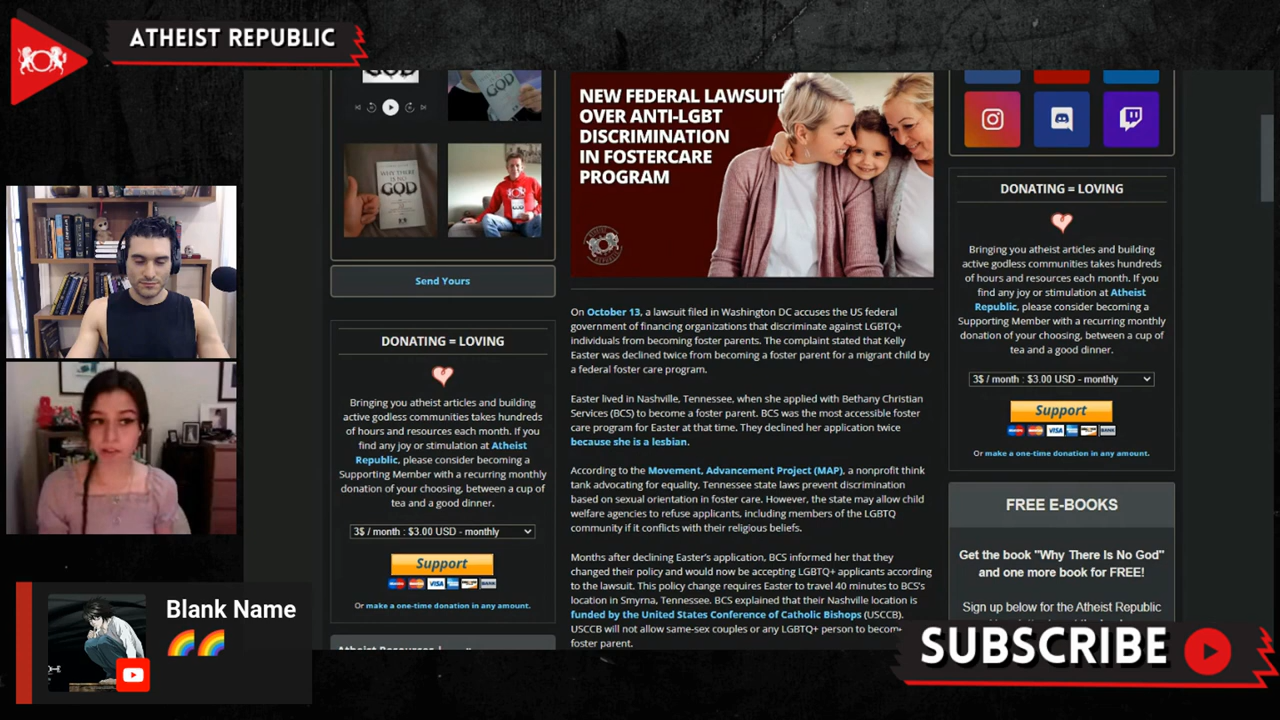 ATHEIST REPUBLIC
GOD
GOD
WHY THERE
IS NO
GOD
Send Yours
DONATING = LOVING
Bringing you atheist articles and building
active godless communities takes hundreds
of hours and resources each month. If you
find any joy or stimulation at Atheist
Republic, please consider becoming a
Supporting Member with a recurring monthly
donation of your choosing, between a cup of
tea and a good dinner.
3$ / month : $3.00 USD - monthly
Support
VISA
BANK
Or make a one-time donation in any amount.
NEW FEDERAL LAWSUIT
OVER ANTI-LGBT
DISCRIMINATION
IN FOSTERCARE
PROGRAM
On October 13, a lawsuit filed in Washington DC accuses the US federal
government of financing organizations that discriminate against LGBTQ+
individuals from becoming foster parents. The complaint stated that Kelly
Easter was declined twice from becoming a foster parent for a migrant child by
a federal foster care program.
Easter lived in Nashville, Tennessee, when she applied with Bethany Christian
Services (BCS) to become a foster parent. BCS was the most accessible foster
care program for Easter at that time. They declined her application twice
because she is a lesbian.
According to the Movement, Advancement Project (MAP), a nonprofit think
tank advocating for equality, Tennessee state laws prevent discrimination
based on sexual orientation in foster care. However, the state may allow child
welfare agencies to refuse applicants, including members of the LGBTQ
community if it conflicts with their religious beliefs.
Months after declining Easter's application, BCS informed her that they
changed their policy and would now be accepting LGBTQ+ applicants according
to the lawsuit. This policy change requires Easter to travel 40 minutes to BCS's
location in Smyrna, Tennessee. BCS explained that their Nashville location is
funded by the United States Conference of Catholic Bishops (USCCB).
USCCB will not allow same-sex couples or any LGBTQ+ person to become
foster parent.
DONATING = LOVING
Bringing you atheist articles and building
active godless communities takes hundreds
of hours and resources each month. If you
find any joy or stimulation at Atheist
Republic, please consider becoming a
Supporting Member with a recurring monthly
donation of your choosing, between a cup of
tea and a good dinner.
3$ / month : $3.00 USD - monthly
Support
VISA
BANK
Or make a one-time donation in any amount.
FREE E-BOOKS
Get the book "Why There Is No God"
and one more book for FREE!
Sign up below for the Atheist Republic
Blank Name
SUBSCRIBE